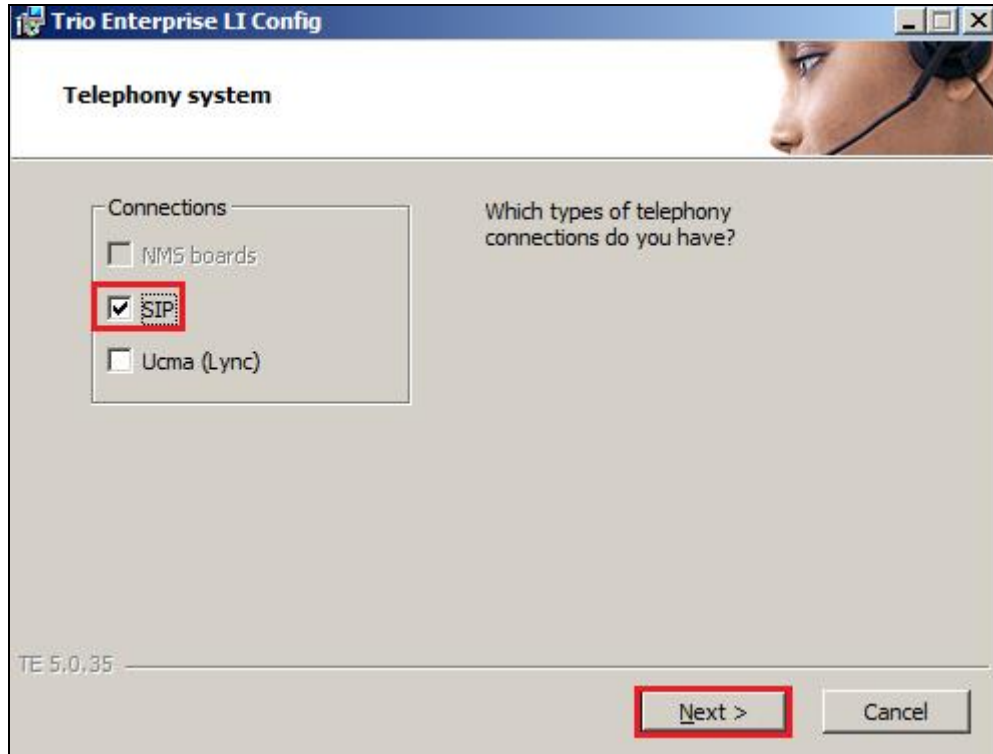 Trio Enterprise LI Config
Telephony system
Connections
NMS boards
SIP
Ucma (Lync)
Which types of telephony
connections do you have?
TE 5.0.35
Next >
Cancel